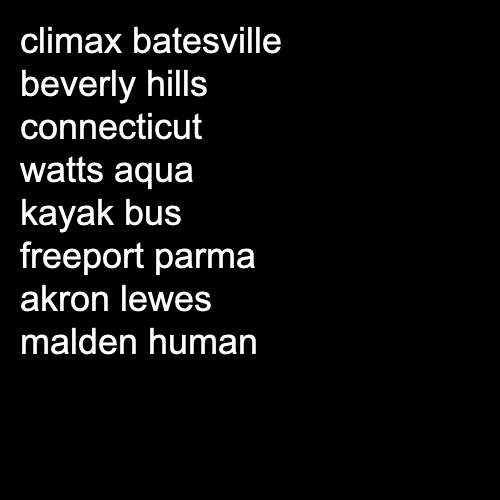 climax batesville
beverly hills
connecticut
watts aqua
kayak bus
freeport parma
akron lewes
malden human